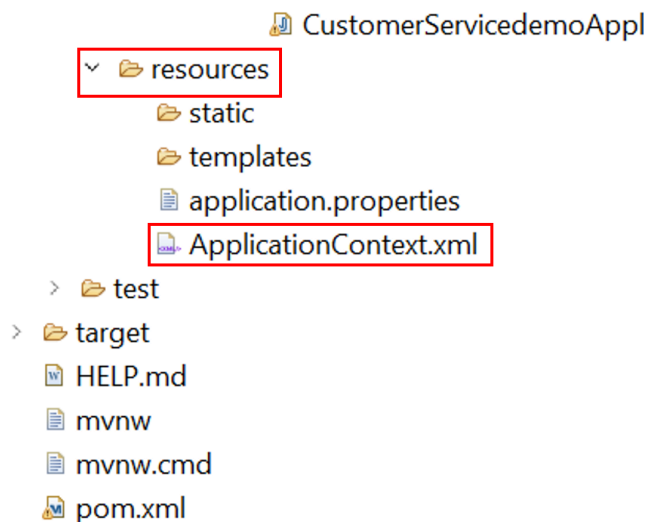 CustomerServicedemoAppl
resources
static
templates
application.properties
ApplicationContext.xml
test
target
HELP.md
mvnw
mvnw.cmd
pom.xml